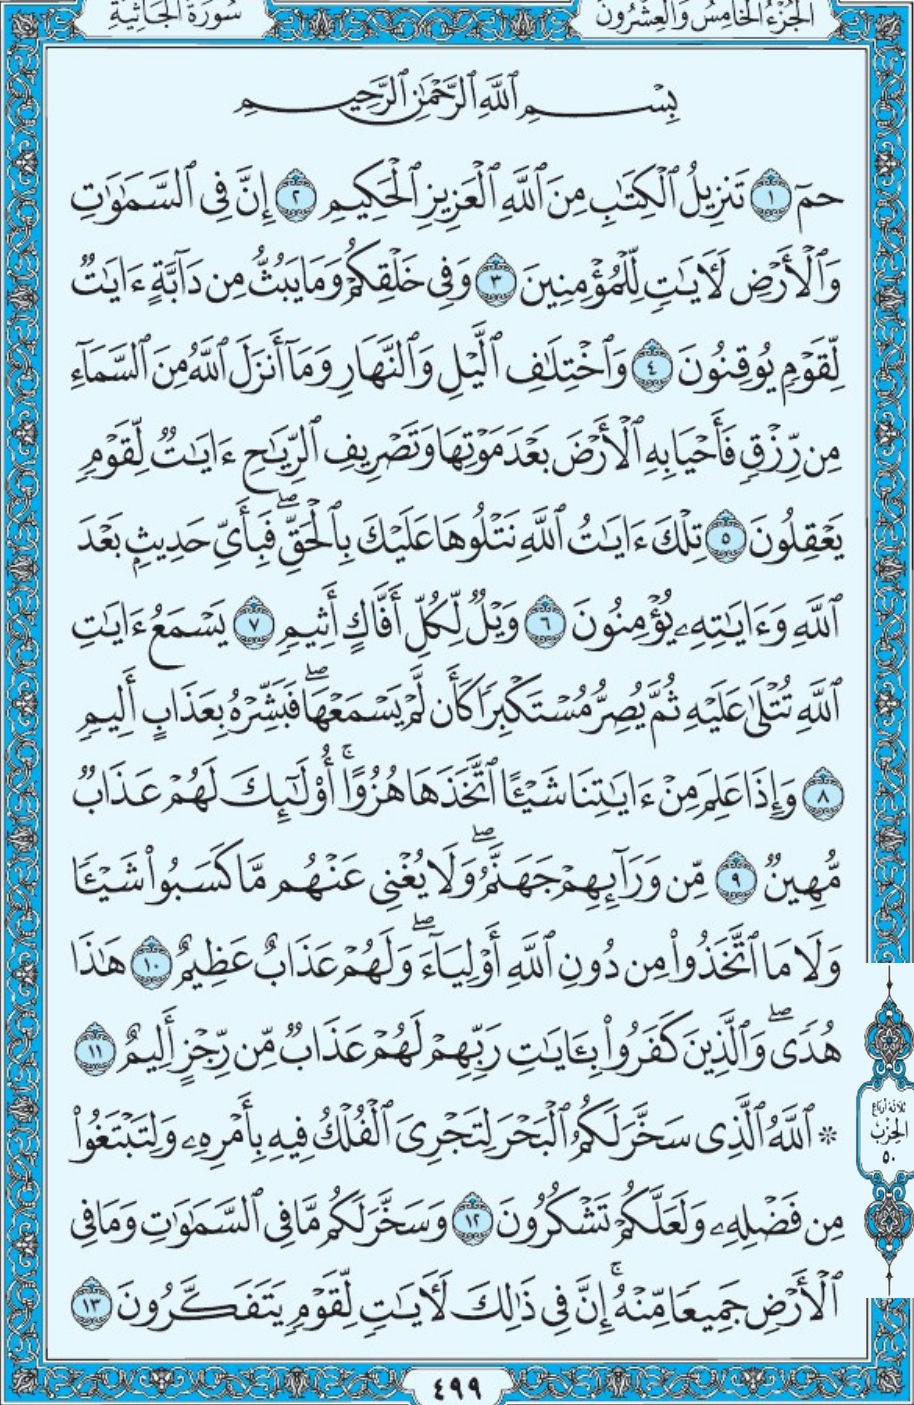 سُورَةُ الجَاثِيَةِ
الجُزْءُ الخَامِسُ وَالعِشْرُونَ
بِسْمِ ٱللَّهِ ٱلرَّحْمَٰنِ ٱلرَّحِيمِ
حمٓ ١ تَنزِيلُ ٱلْكِتَٰبِ مِنَ ٱللَّهِ ٱلْعَزِيزِ ٱلْحَكِيمِ ٢ إِنَّ فِى ٱلسَّمَٰوَٰتِ
وَٱلْأَرْضِ لَأٓيَٰتٍ لِّلْمُؤْمِنِينَ ٣ وَفِى خَلْقِكُمْ وَمَا يَبُثُّ مِن دَآبَّةٍ ءَايَٰتٌ
لِّقَوْمٍ يُوقِنُونَ ٤ وَٱخْتِلَٰفِ ٱلَّيْلِ وَٱلنَّهَارِ وَمَآ أَنزَلَ ٱللَّهُ مِنَ ٱلسَّمَآءِ
مِن رِّزْقٍ فَأَحْيَا بِهِ ٱلْأَرْضَ بَعْدَ مَوْتِهَا وَتَصْرِيفِ ٱلرِّيَٰحِ ءَايَٰتٌ لِّقَوْمٍ
يَعْقِلُونَ ٥ تِلْكَ ءَايَٰتُ ٱللَّهِ نَتْلُوهَا عَلَيْكَ بِٱلْحَقِّۖ فَبِأَىِّ حَدِيثٍۭ بَعْدَ
ٱللَّهِ وَءَايَٰتِهِۦ يُؤْمِنُونَ ٦ وَيْلٌ لِّكُلِّ أَفَّاكٍ أَثِيمٍ ٧ يَسْمَعُ ءَايَٰتِ
ٱللَّهِ تُتْلَىٰ عَلَيْهِ ثُمَّ يُصِرُّ مُسْتَكْبِرًا كَأَن لَّمْ يَسْمَعْهَاۖ فَبَشِّرْهُ بِعَذَابٍ أَلِيمٍ
٨ وَإِذَا عَلِمَ مِنْ ءَايَٰتِنَا شَيْـًٔا ٱتَّخَذَهَا هُزُوًاۚ أُو۟لَٰٓئِكَ لَهُمْ عَذَابٌ
مُّهِينٌ ٩ مِّن وَرَآئِهِمْ جَهَنَّمُۖ وَلَا يُغْنِى عَنْهُم مَّا كَسَبُوا۟ شَيْـًٔا
وَلَا مَا ٱتَّخَذُوا۟ مِن دُونِ ٱللَّهِ أَوْلِيَآءَۖ وَلَهُمْ عَذَابٌ عَظِيمٌ ١٠ هَٰذَا
هُدًىۖ وَٱلَّذِينَ كَفَرُوا۟ بِـَٔايَٰتِ رَبِّهِمْ لَهُمْ عَذَابٌ مِّن رِّجْزٍ أَلِيمٌ ١١
۞ ٱللَّهُ ٱلَّذِى سَخَّرَ لَكُمُ ٱلْبَحْرَ لِتَجْرِىَ ٱلْفُلْكُ فِيهِ بِأَمْرِهِۦ وَلِتَبْتَغُوا۟
مِن فَضْلِهِۦ وَلَعَلَّكُمْ تَشْكُرُونَ ١٢ وَسَخَّرَ لَكُم مَّا فِى ٱلسَّمَٰوَٰتِ وَمَا فِى
ٱلْأَرْضِ جَمِيعًا مِّنْهُۚ إِنَّ فِى ذَٰلِكَ لَأٓيَٰتٍ لِّقَوْمٍ يَتَفَكَّرُونَ ١٣
ثلاثة أرباع
الحِزْبُ
٥٠
٤٩٩